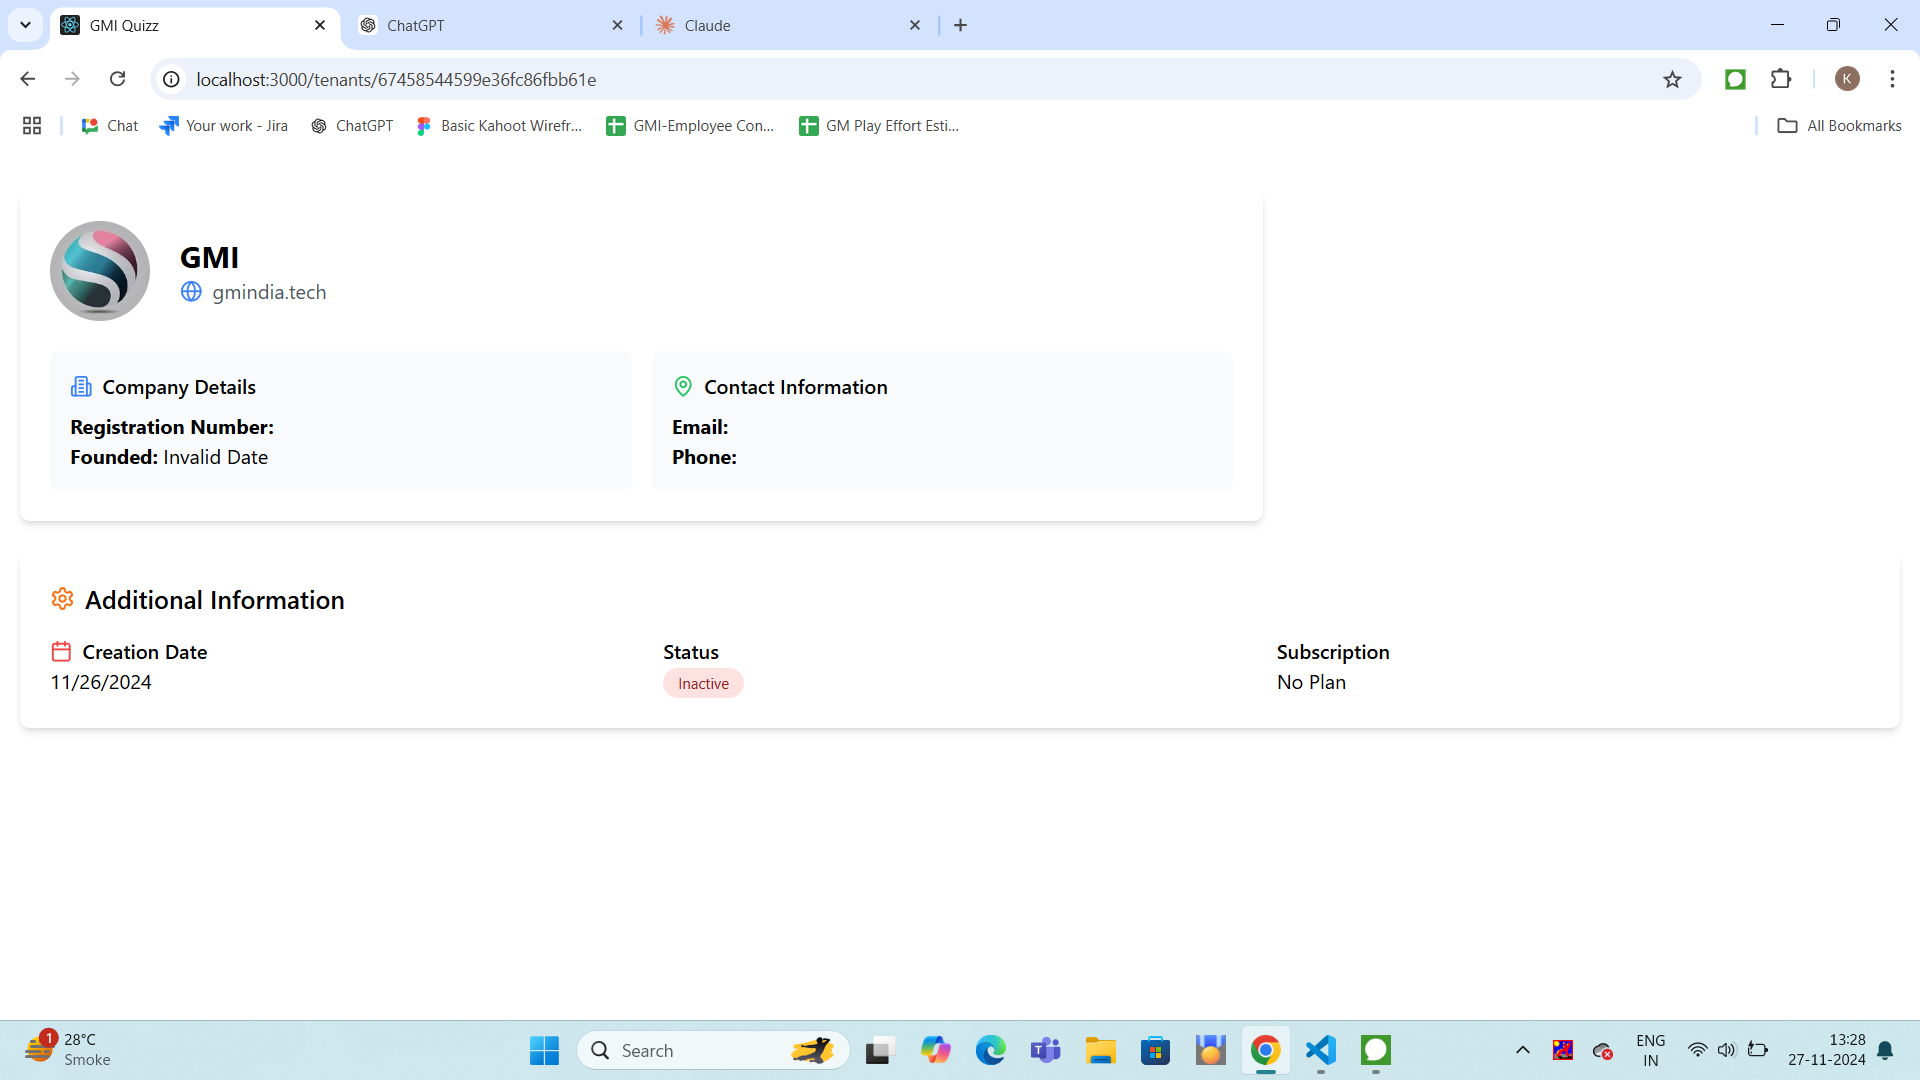 GMI Quizz
ChatGPT
Claude
localhost:3000/tenants/67458544599e36fc86fbb61e
K
Chat
Your work - Jira
ChatGPT
Basic Kahoot Wirefr...
GMI-Employee Con...
GM Play Effort Esti...
All Bookmarks
GMI
gmindia.tech
Company Details
Registration Number:
Founded: Invalid Date
Contact Information
Email:
Phone:
Additional Information
Creation Date
11/26/2024
Status
Inactive
Subscription
No Plan
1
28°C
Smoke
Search
ENG
IN
13:28
27-11-2024